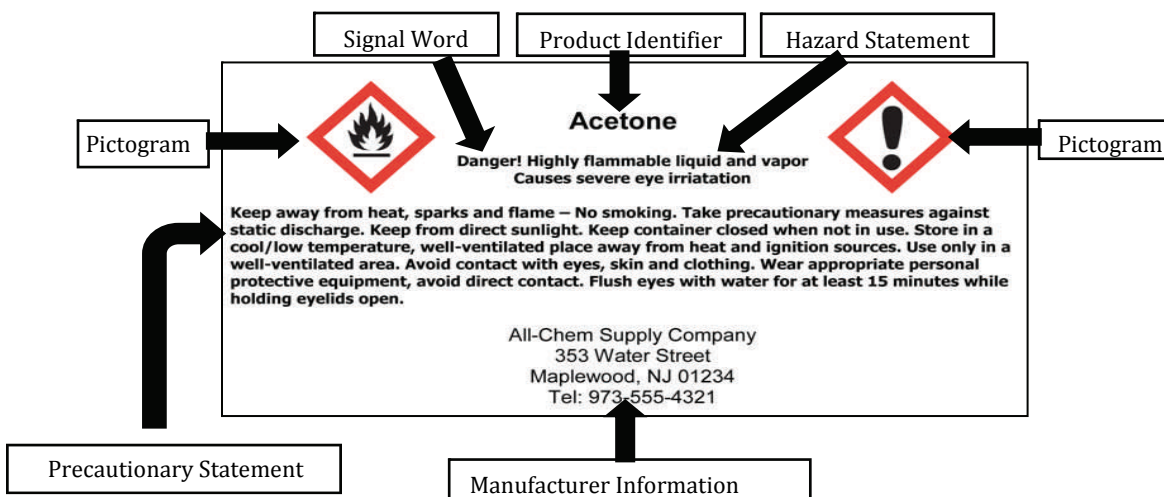 Signal Word
Product Identifier
Hazard Statement
Pictogram
Acetone
Pictogram
Danger! Highly flammable liquid and vapor
Causes severe eye irriatation
Keep away from heat, sparks and flame – No smoking. Take precautionary measures against
static discharge. Keep from direct sunlight. Keep container closed when not in use. Store in a
cool/low temperature, well-ventilated place away from heat and ignition sources. Use only in a
well-ventilated area. Avoid contact with eyes, skin and clothing. Wear appropriate personal
protective equipment, avoid direct contact. Flush eyes with water for at least 15 minutes while
holding eyelids open.
All-Chem Supply Company
353 Water Street
Maplewood, NJ 01234
Tel: 973-555-4321
Precautionary Statement
Manufacturer Information